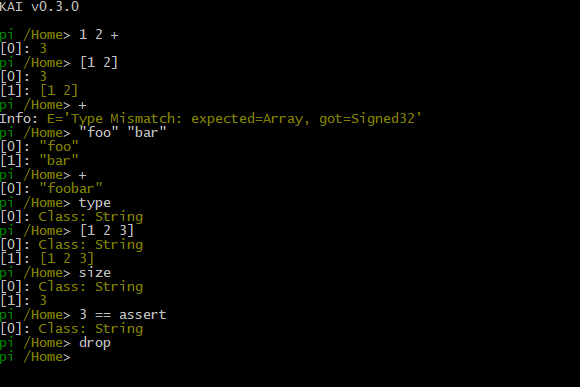 KAI v0.3.0
pi /Home> 1 2 +
[0]: 3
pi /Home> [1 2]
[0]: 3
[1]: [1 2]
pi /Home> +
Info: E='Type Mismatch: expected=Array, got=Signed32'
pi /Home> "foo" "bar"
[0]: "foo"
[1]: "bar"
pi /Home> +
[0]: "foobar"
pi /Home> type
[0]: Class: String
pi /Home> [1 2 3]
[0]: Class: String
[1]: [1 2 3]
pi /Home> size
[0]: Class: String
[1]: 3
pi /Home> 3 == assert
[0]: Class: String
pi /Home> drop
pi /Home>